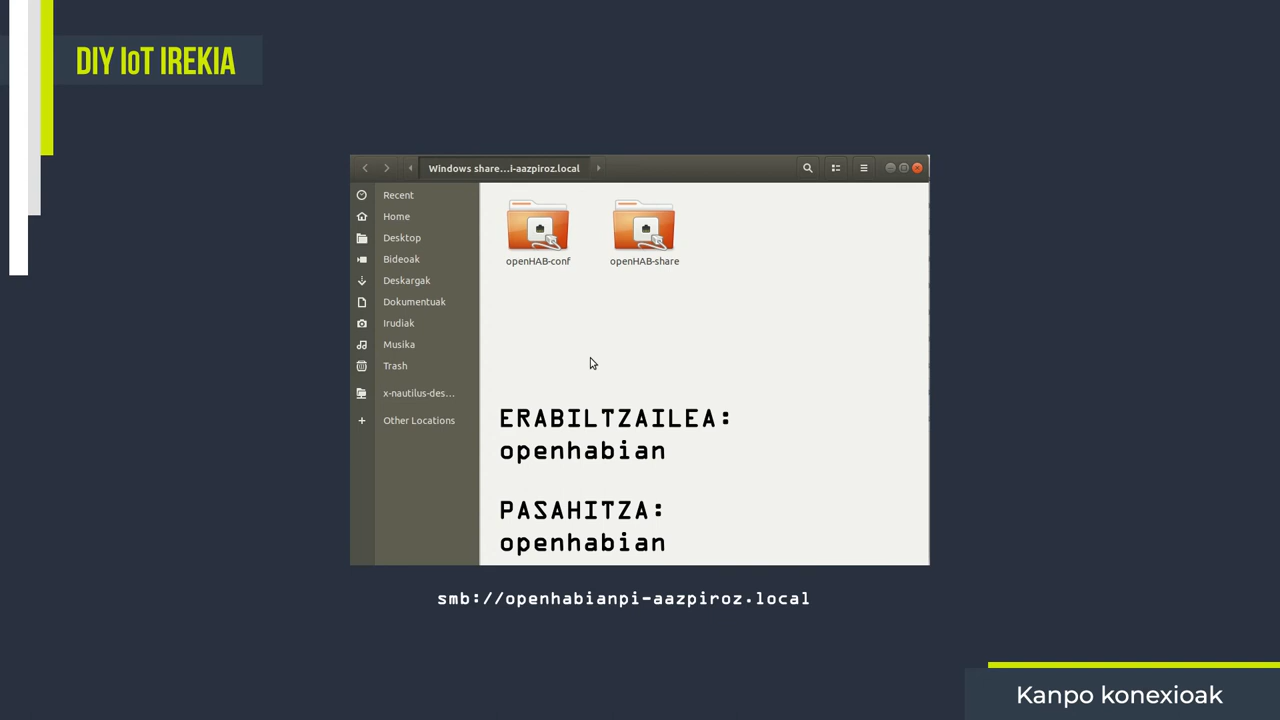 DIY IoT IREKIA
Windows share...i-aazpiroz.local
Recent
Home
Desktop
Bideoak
Deskargak
Dokumentuak
Irudiak
Musika
Trash
x-nautilus-des...
Other Locations
openHAB-conf
openHAB-share
ERABILTZAILEA:
openhabian
PASAHITZA:
openhabian
smb://openhabianpi-aazpiroz.local
Kanpo konexioak